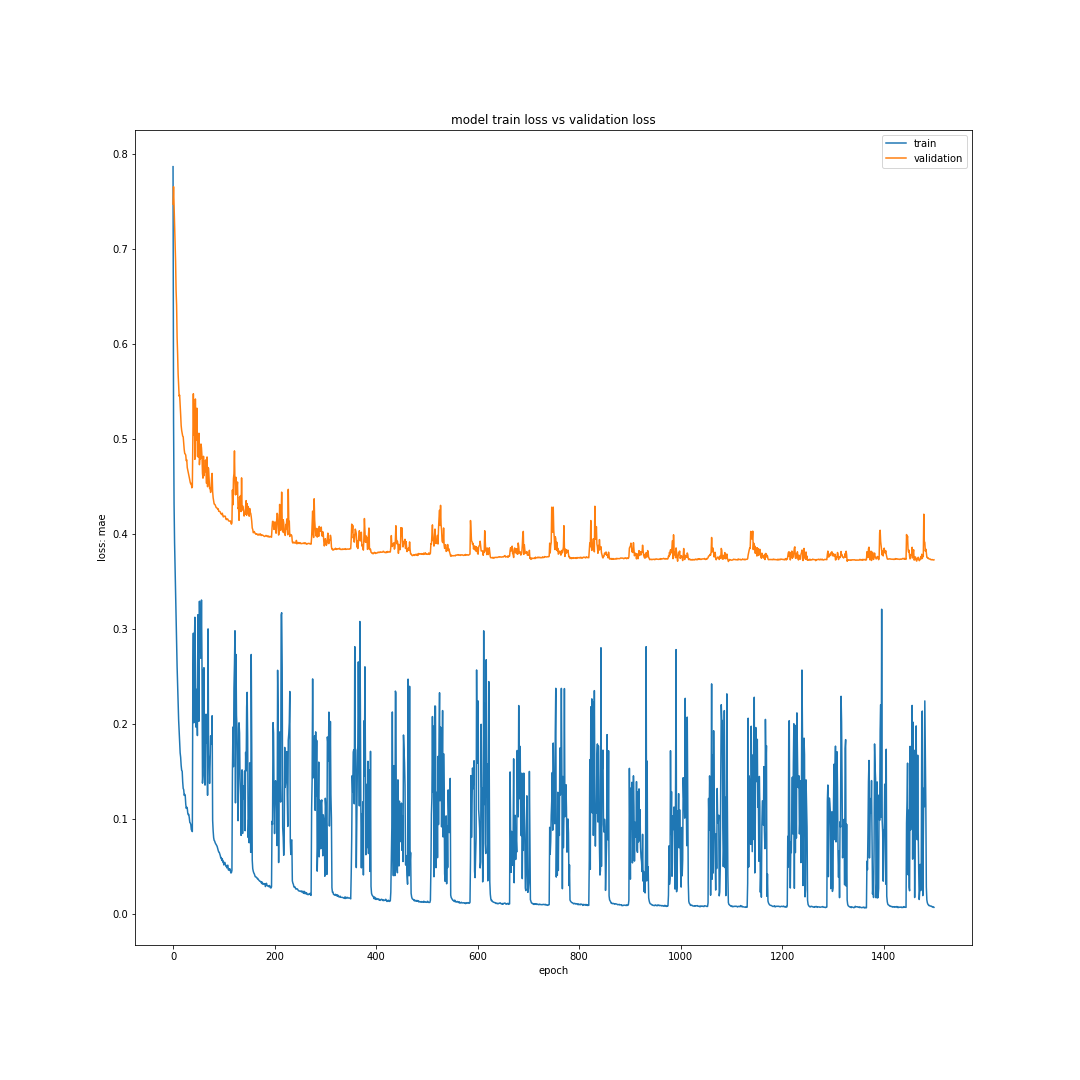 model train loss vs validation loss
train
validation
0.8
0.7
0.6
0.5
0.4
0.3
0.2
0.1
0.0
loss: mae
0 200 400 600 800 1000 1200 1400
epoch